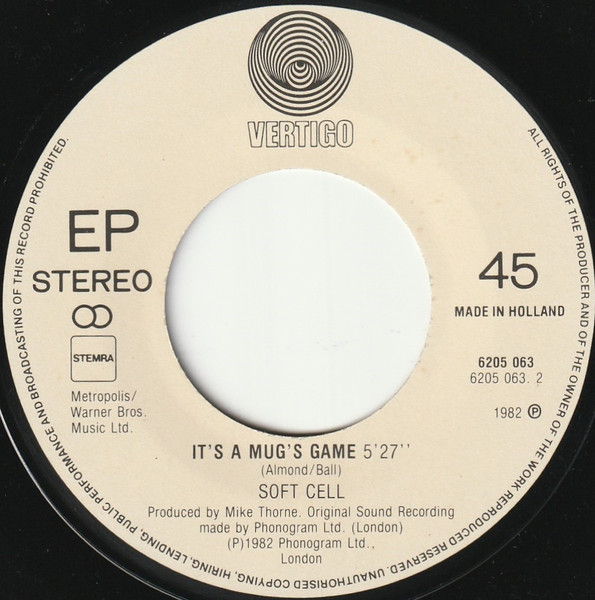 VERTIGO
EP
STEREO
STEMRA
Metropolis/
Warner Bros.
Music Ltd.
45
MADE IN HOLLAND
6205 063
6205 063. 2
1982 Ⓟ
IT'S A MUG'S GAME 5'27''
(Almond/Ball)
SOFT CELL
Produced by Mike Thorne. Original Sound Recording
made by Phonogram Ltd. (London)
(P)1982 Phonogram Ltd.,
London
ALL RIGHTS OF THE PRODUCER AND OF THE OWNER OF THE WORK REPRODUCED RESERVED. UNAUTHORISED COPYING, HIRING, LENDING, PUBLIC PERFORMANCE AND BROADCASTING OF THIS RECORD PROHIBITED.